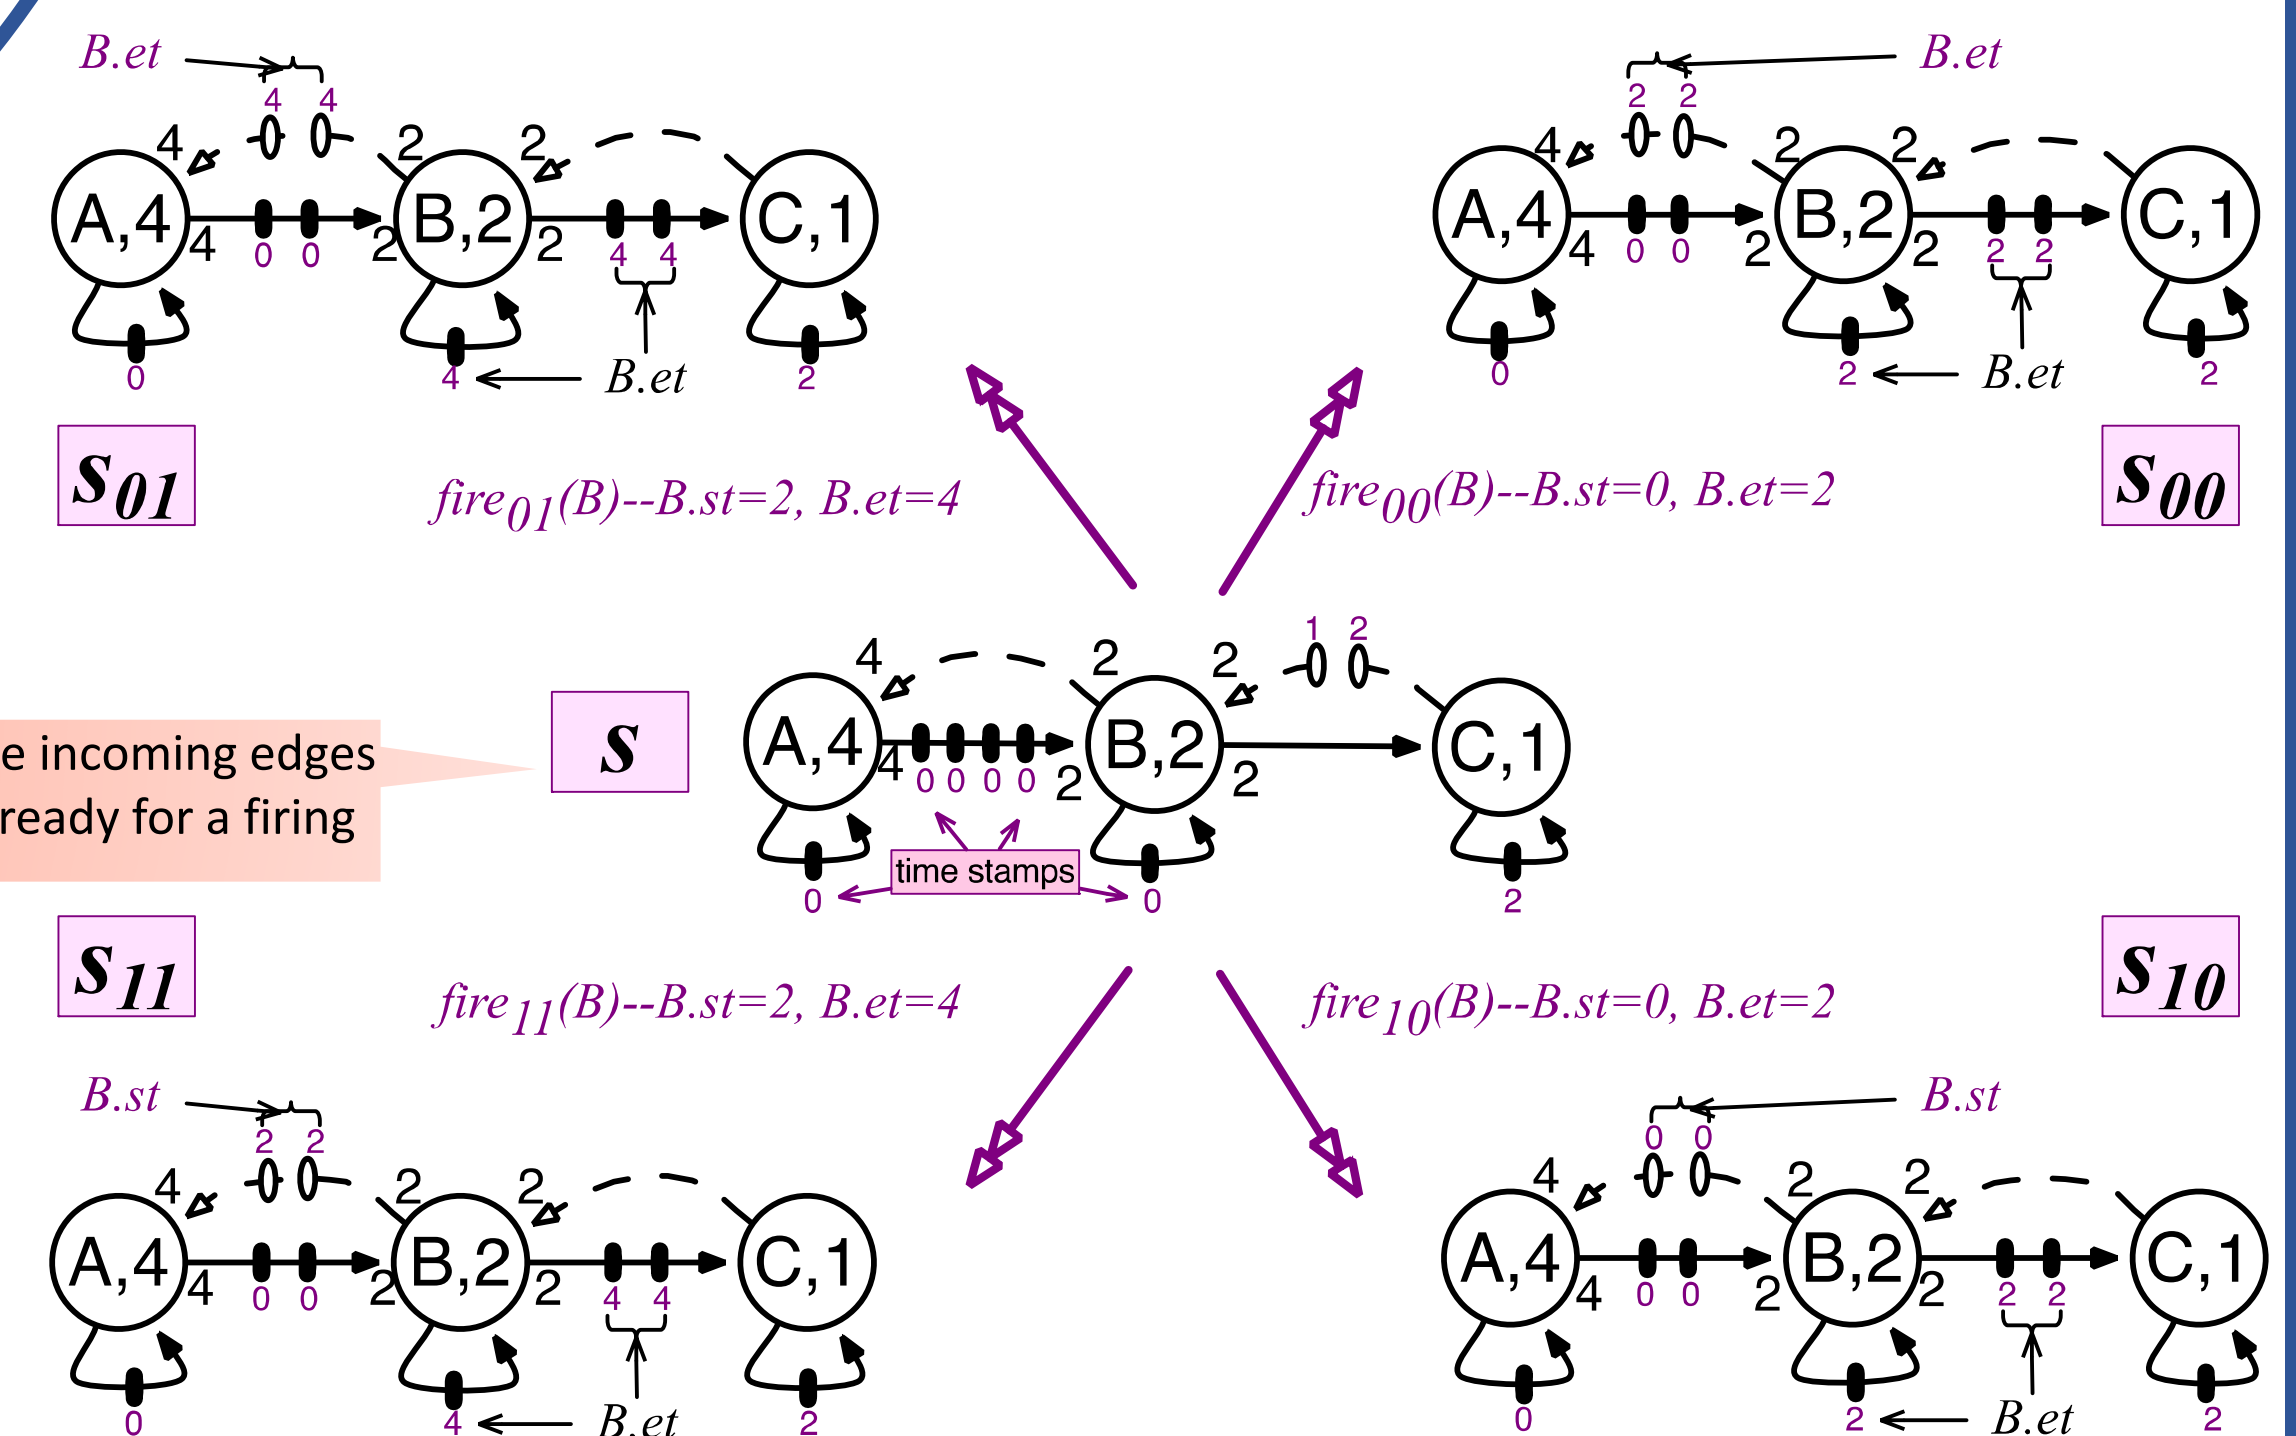 B.et
4 4
4 2 2
A,4 B,2 C,1
4 0 0 2 2 4 4
0 4 B.et 2
s01
fire01(B)--B.st=2, B.et=4
B.et
2 2
4 2 2
A,4 B,2 C,1
4 0 0 2 2 2 2
0 2 B.et 2
fire00(B)--B.st=0, B.et=2
s00
1 2
4 2 2
e incoming edges
ready for a firing
s
A,4 B,2 C,1
4 0 0 0 0 2 2
time stamps
0 0 2
s11
fire11(B)--B.st=2, B.et=4
B.st
2 2
4 2 2
A,4 B,2 C,1
4 0 0 2 2 4 4
0 4 B.et 2
fire10(B)--B.st=0, B.et=2
s10
B.st
0 0
4 2 2
A,4 B,2 C,1
4 0 0 2 2 2 2
0 2 B.et 2